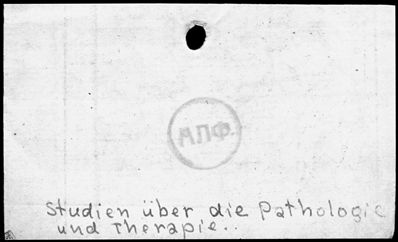 АПФ.
Studien über die Pathologie
und Therapie..